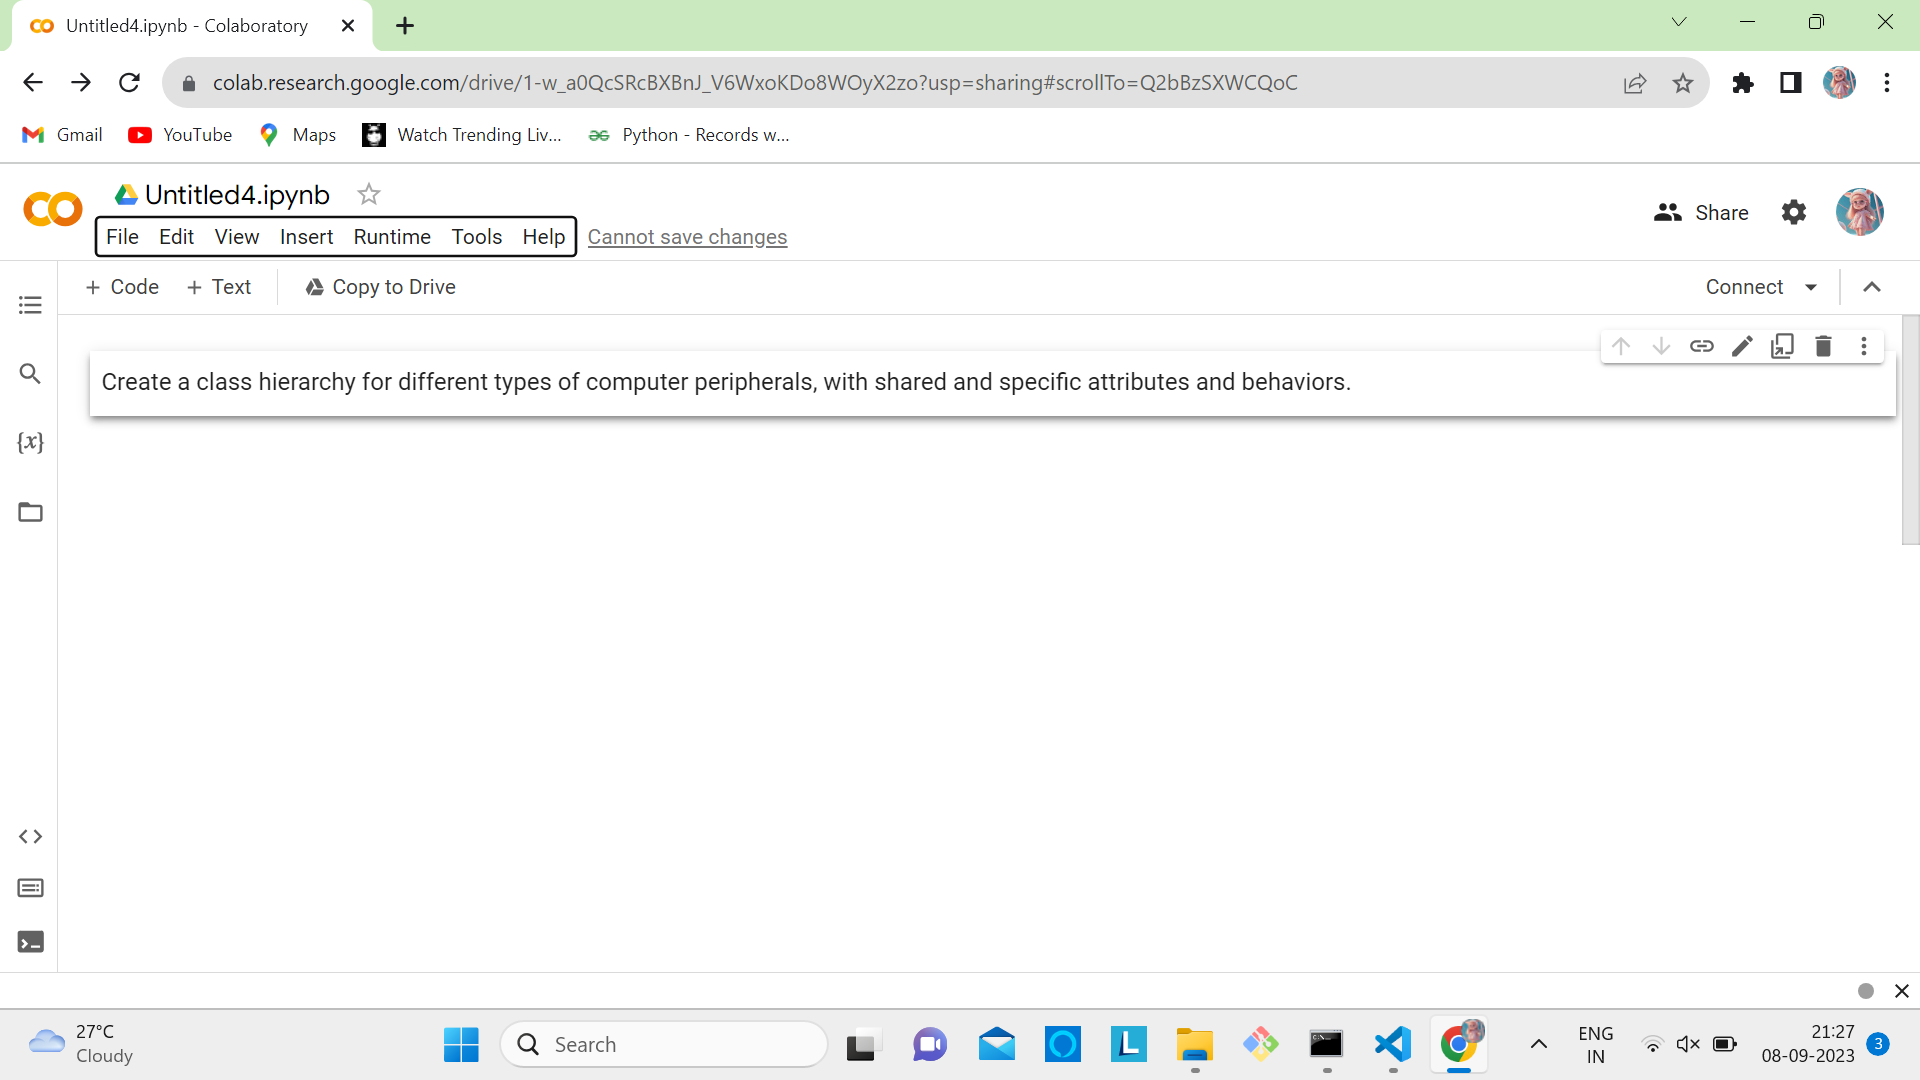 Untitled4.ipynb - Colaboratory
colab.research.google.com/drive/1-w_a0QcSRcBXBnJ_V6WxoKDo8WOyX2zo?usp=sharing#scrollTo=Q2bBzSXWCQoC
Gmail YouTube Maps Watch Trending Liv... Python - Records w...
Untitled4.ipynb
File Edit View Insert Runtime Tools Help Cannot save changes
Share
+ Code + Text Copy to Drive
Connect
Create a class hierarchy for different types of computer peripherals, with shared and specific attributes and behaviors.
{x}
27°C
Cloudy
Search
L
ENG
IN
21:27
08-09-2023
3